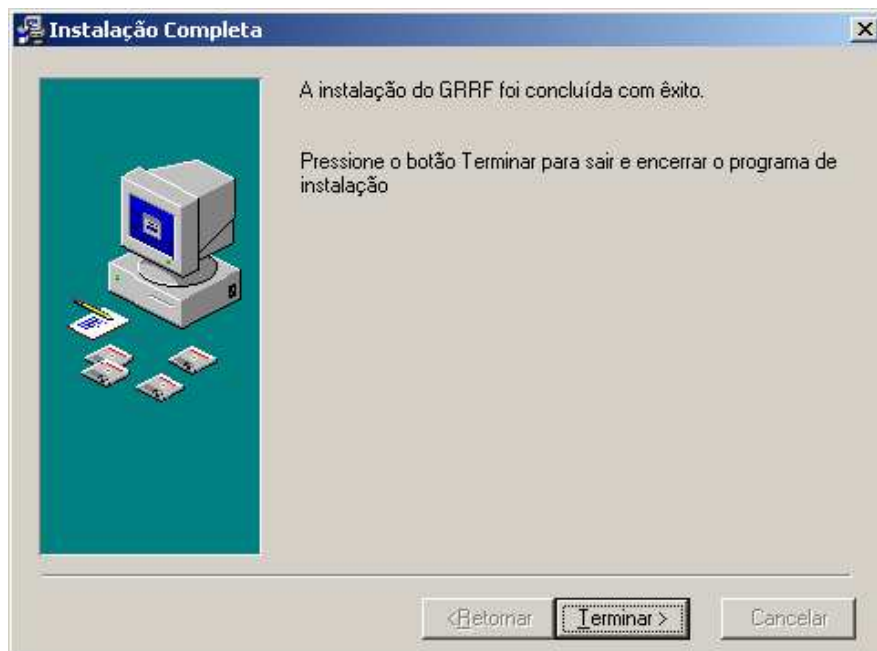 Instalação Completa
A instalação do GRRF foi concluída com êxito.
Pressione o botão Terminar para sair e encerrar o programa de
instalação
<Retornar
Terminar >
Cancelar